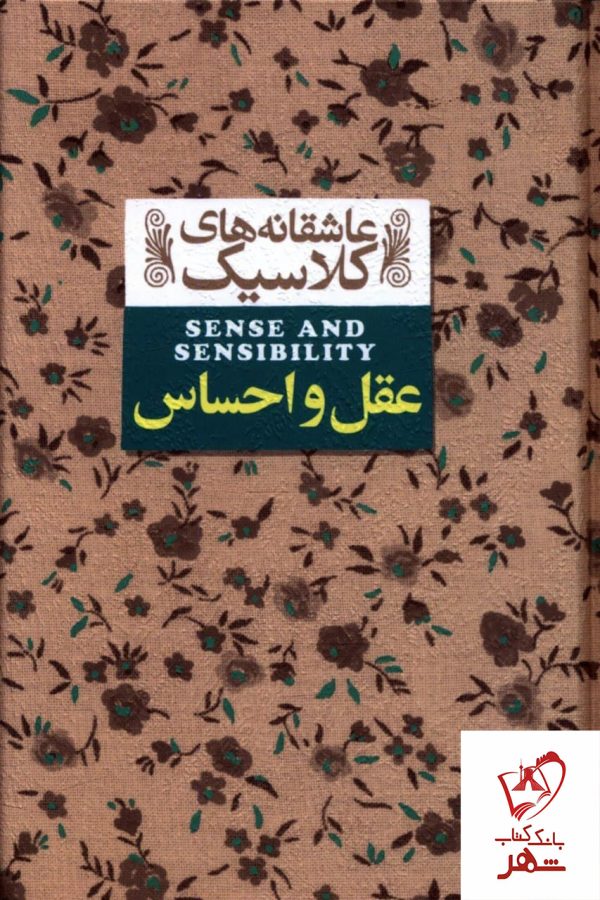 عاشقانه‌های
کلاسیک
SENSE AND
SENSIBILITY
عقل و احساس
بانک کتاب
شهر